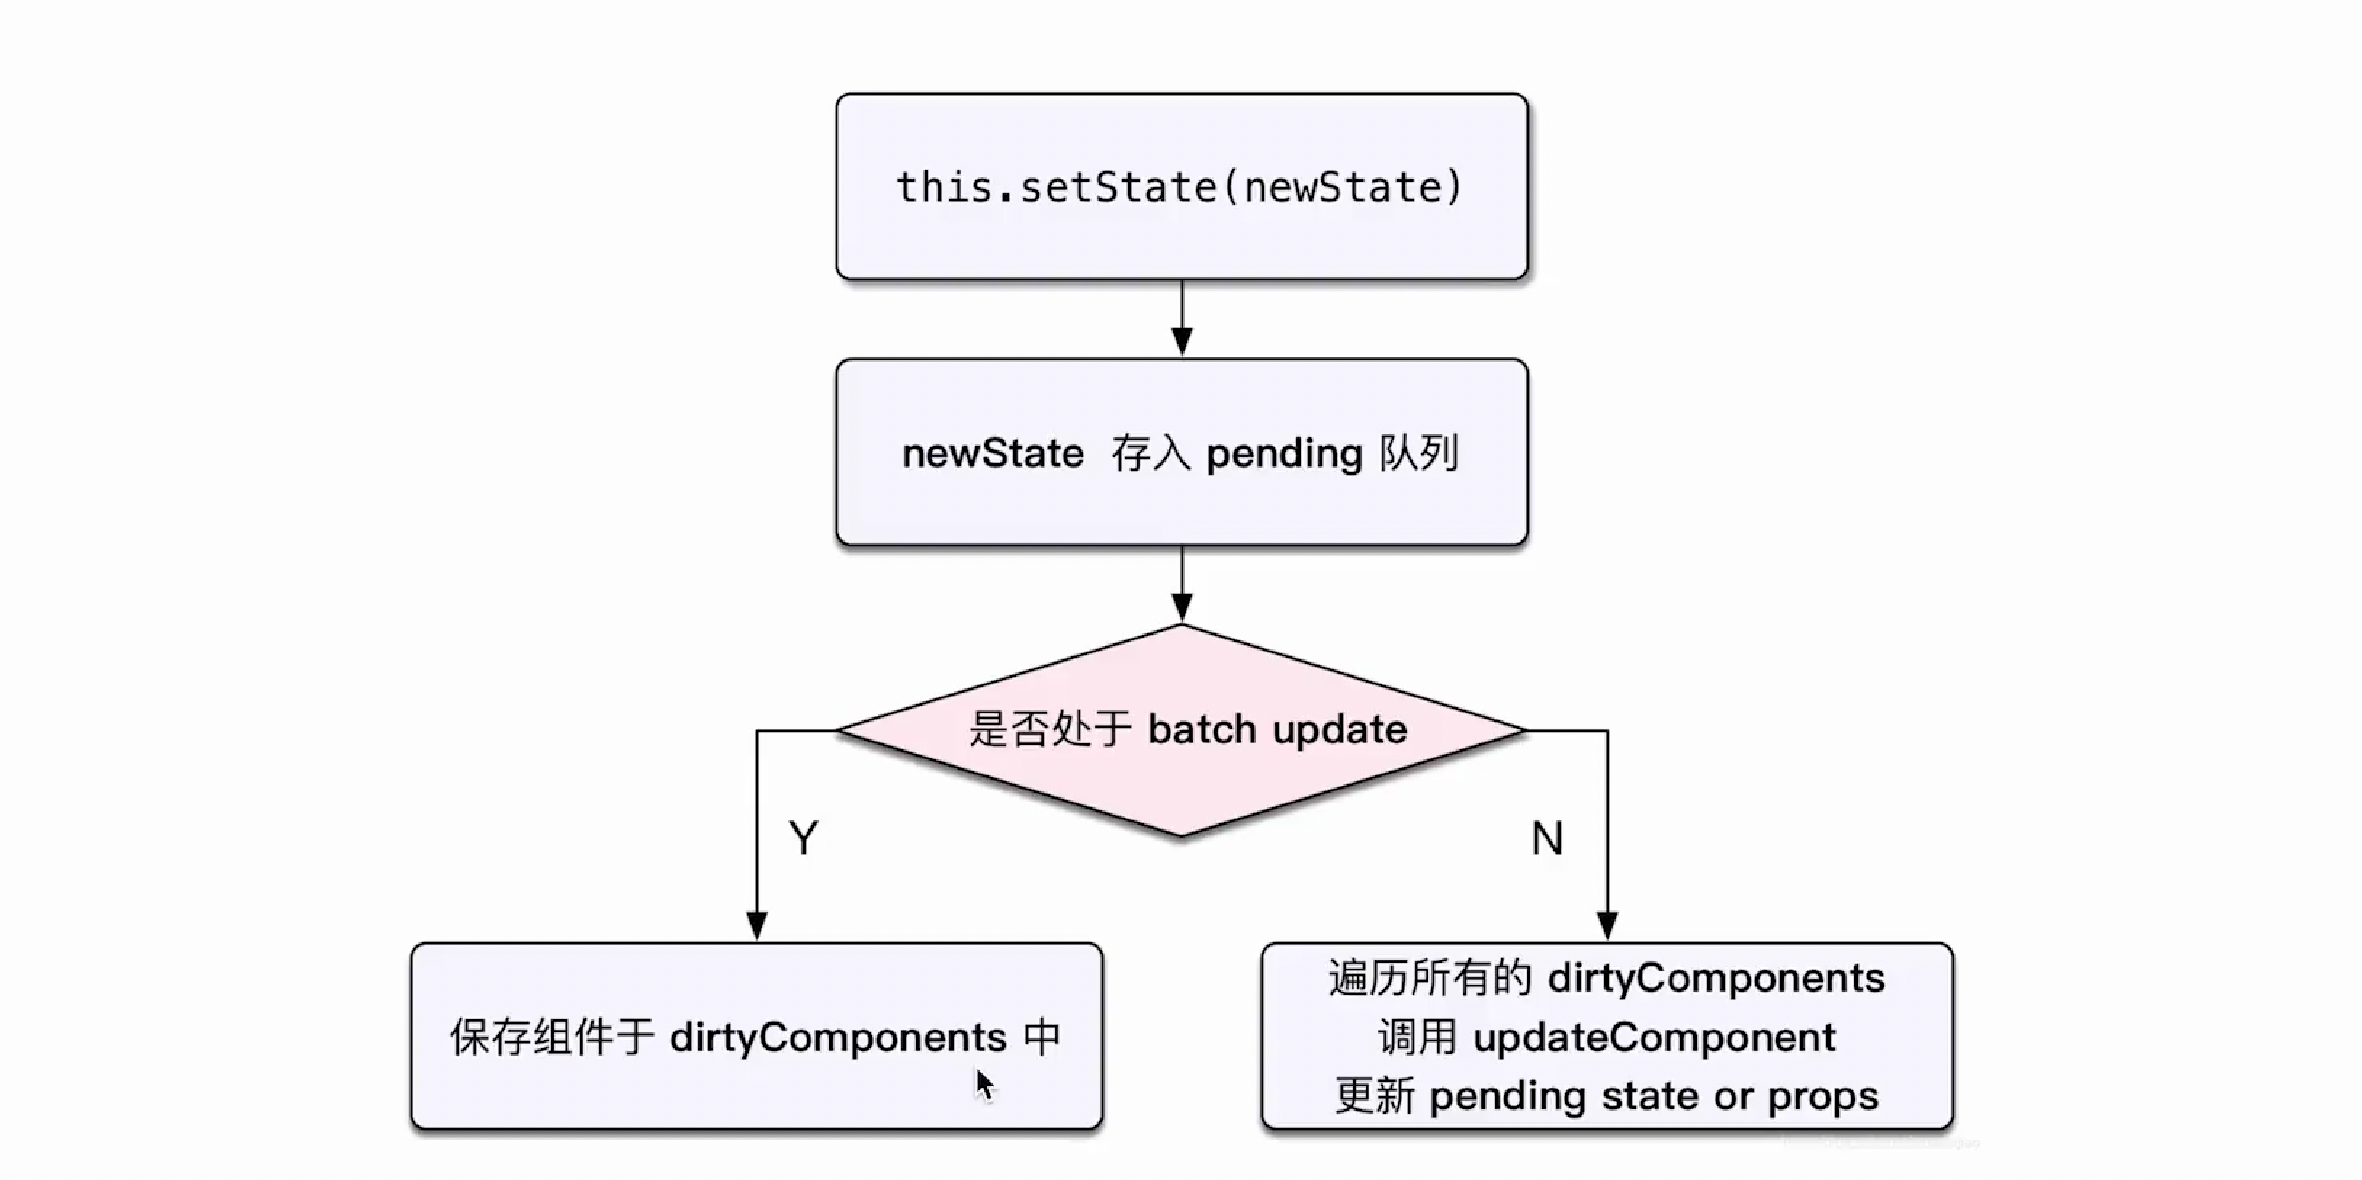 this.setState(newState)
newState 存入 pending 队列
是否处于 batch update
Y
N
保存组件于 dirtyComponents 中
遍历所有的 dirtyComponents
调用 updateComponent
更新 pending state or props